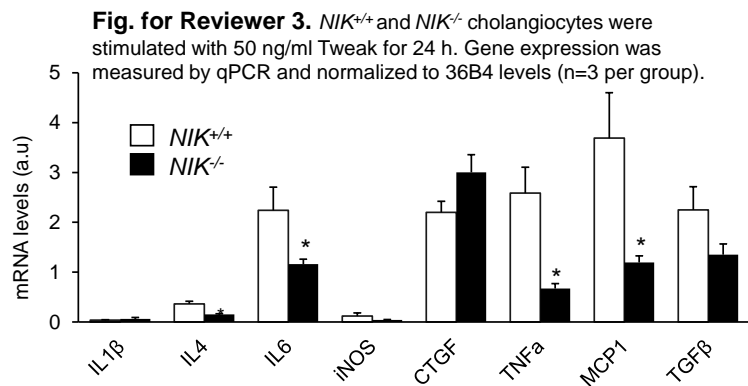 Fig. for Reviewer 3. NIK+/+ and NIK-/- cholangiocytes were
stimulated with 50 ng/ml Tweak for 24 h. Gene expression was
measured by qPCR and normalized to 36B4 levels (n=3 per group).
5
4
3
2
1
0
mRNA levels (a.u)
NIK+/+
NIK-/-
*
*
*
*
IL1β
IL4
IL6
iNOS
CTGF
TNFa
MCP1
TGFβ